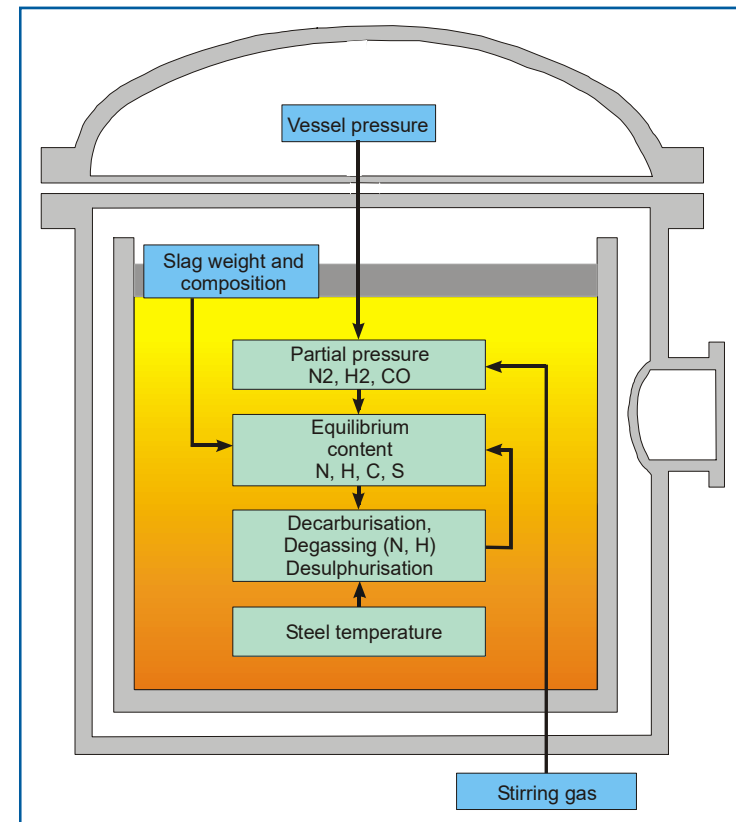 Vessel pressure
Slag weight and
composition
Partial pressure
N2, H2, CO
Equilibrium
content
N, H, C, S
Decarburisation,
Degassing (N, H)
Desulphurisation
Steel temperature
Stirring gas